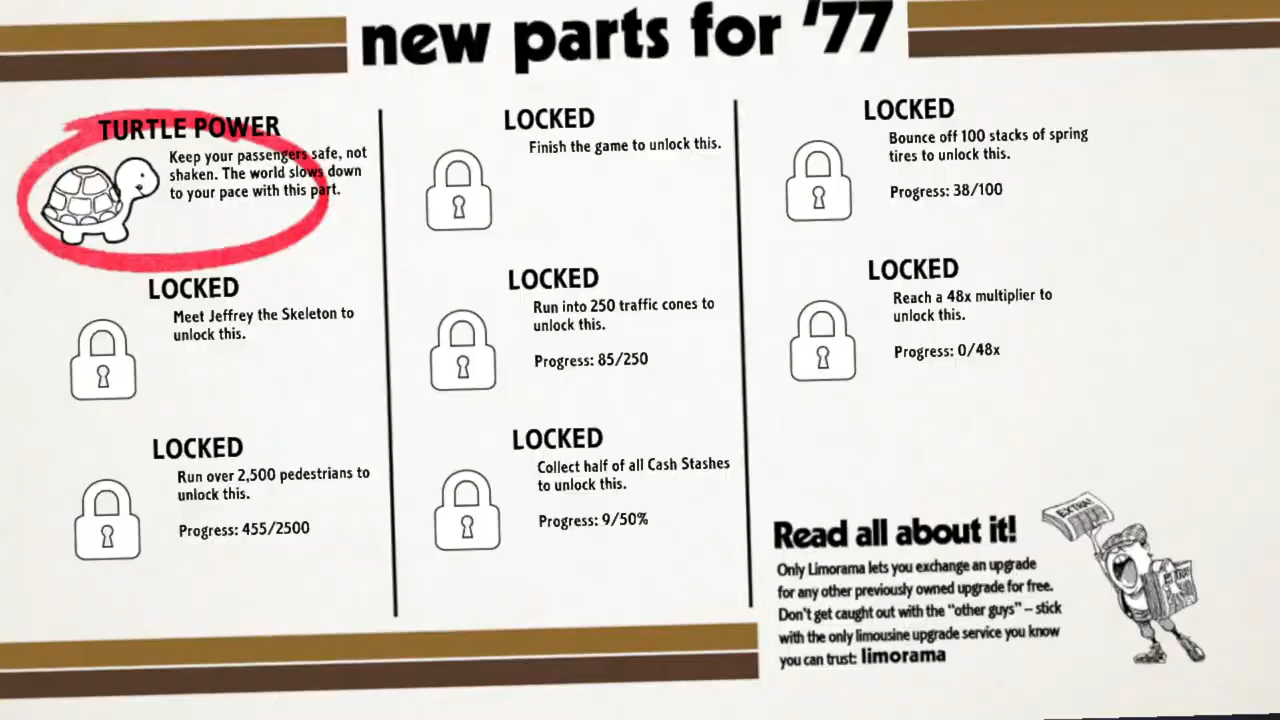 new parts for '77
TURTLE POWER
Keep your passengers safe, not
shaken. The world slows down
to your pace with this part.
LOCKED
Meet Jeffrey the Skeleton to
unlock this.
LOCKED
Run over 2,500 pedestrians to
unlock this.
Progress: 455/2500
LOCKED
Finish the game to unlock this.
LOCKED
Run into 250 traffic cones to
unlock this.
Progress: 85/250
LOCKED
Collect half of all Cash Stashes
to unlock this.
Progress: 9/50%
LOCKED
Bounce off 100 stacks of spring
tires to unlock this.
Progress: 38/100
LOCKED
Reach a 48x multiplier to
unlock this.
Progress: 0/48x
Read all about it!
Only Limorama lets you exchange an upgrade
for any other previously owned upgrade for free.
Don't get caught out with the "other guys" – stick
with the only limousine upgrade service you know
you can trust: limorama
EXTRA!